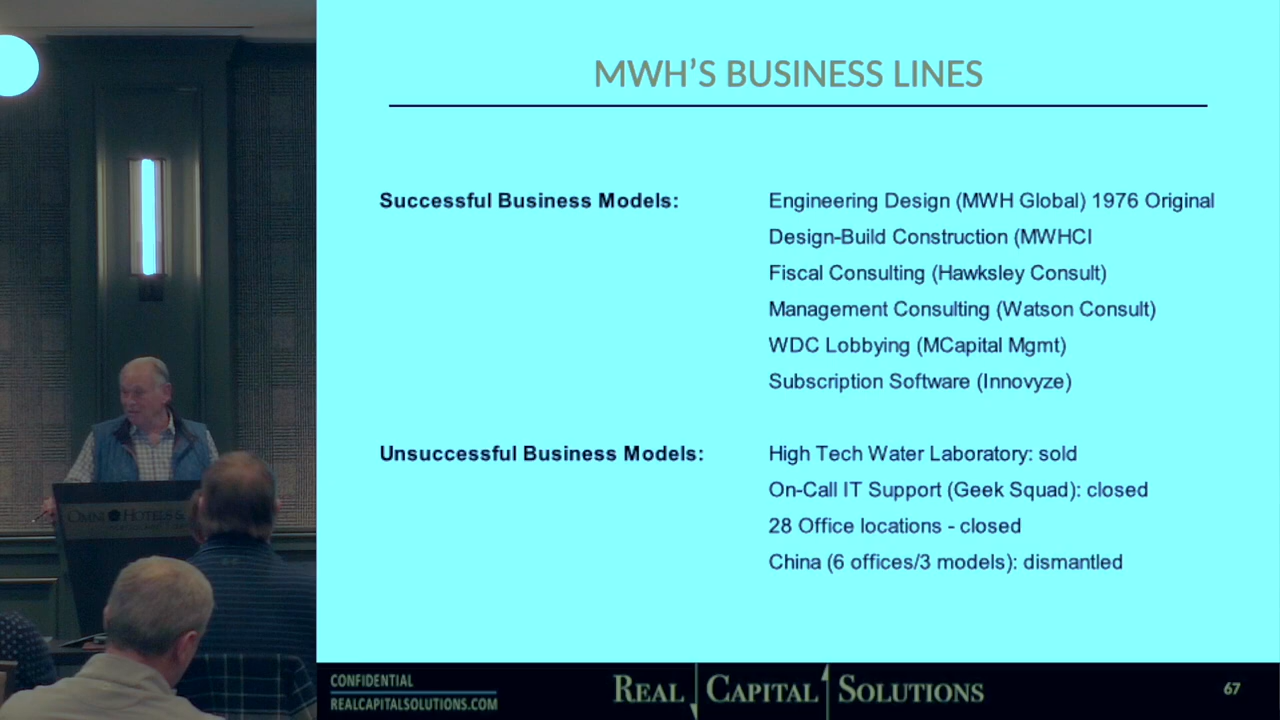 MWH’S BUSINESS LINES
Successful Business Models:
Engineering Design (MWH Global) 1976 Original
Design-Build Construction (MWHCI
Fiscal Consulting (Hawksley Consult)
Management Consulting (Watson Consult)
WDC Lobbying (MCapital Mgmt)
Subscription Software (Innovyze)
Unsuccessful Business Models:
High Tech Water Laboratory: sold
On-Call IT Support (Geek Squad): closed
28 Office locations - closed
China (6 offices/3 models): dismantled
OMNI HOTELS &
CONFIDENTIAL
REALCAPITALSOLUTIONS.COM
REAL CAPITAL SOLUTIONS
67